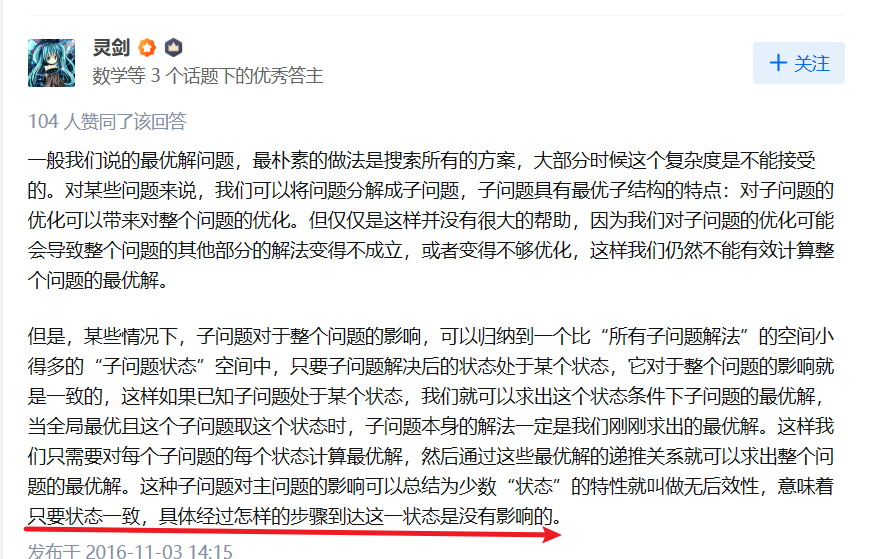 灵剑
数学等 3 个话题下的优秀答主
+ 关注
104 人赞同了该回答
一般我们说的最优解问题，最朴素的做法是搜索所有的方案，大部分时候这个复杂度是不能接受
的。对某些问题来说，我们可以将问题分解成子问题，子问题具有最优子结构的特点：对子问题的
优化可以带来对整个问题的优化。但仅仅是这样并没有很大的帮助，因为我们对子问题的优化可能
会导致整个问题的其他部分的解法变得不成立，或者变得不够优化，这样我们仍然不能有效计算整
个问题的最优解。
但是，某些情况下，子问题对于整个问题的影响，可以归纳到一个比“所有子问题解法”的空间小
得多的“子问题状态”空间中，只要子问题解决后的状态处于某个状态，它对于整个问题的影响就
是一致的，这样如果已知子问题处于某个状态，我们就可以求出这个状态条件下子问题的最优解，
当全局最优且这个子问题取这个状态时，子问题本身的解法一定是我们刚刚求出的最优解。这样我
们只需要对每个子问题的每个状态计算最优解，然后通过这些最优解的递推关系就可以求出整个问
题的最优解。这种子问题对主问题的影响可以总结为少数“状态”的特性就叫做无后效性，意味着
只要状态一致，具体经过怎样的步骤到达这一状态是没有影响的。
发布于 2016-11-03 14:15